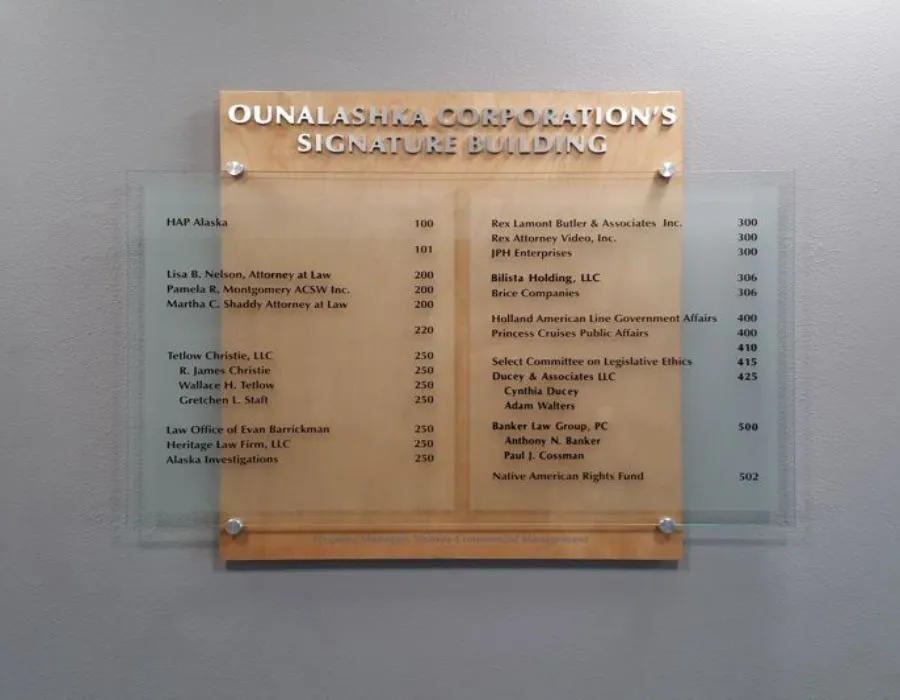 OUNALASHKA CORPORATION'S
SIGNATURE BUILDING
HAP Alaska 100
101
Lisa B. Nelson, Attorney at Law 200
Pamela R. Montgomery ACSW Inc. 200
Martha C. Shaddy Attorney at Law 200
220
Tetlow Christie, LLC 250
R. James Christie 250
Wallace H. Tetlow 250
Gretchen L. Staft 250
Law Office of Evan Barrickman 250
Heritage Law Firm, LLC 250
Alaska Investigations 250
Rex Lamont Butler & Associates Inc. 300
Rex Attorney Video, Inc. 300
JPH Enterprises 300
Bilista Holding, LLC 306
Brice Companies 306
Holland American Line Government Affairs 400
Princess Cruises Public Affairs 400
410
Select Committee on Legislative Ethics 415
Ducey & Associates LLC 425
Cynthia Ducey
Adam Walters
Banker Law Group, PC 500
Anthony N. Banker
Paul J. Cossman
Native American Rights Fund 502
Commercial Management